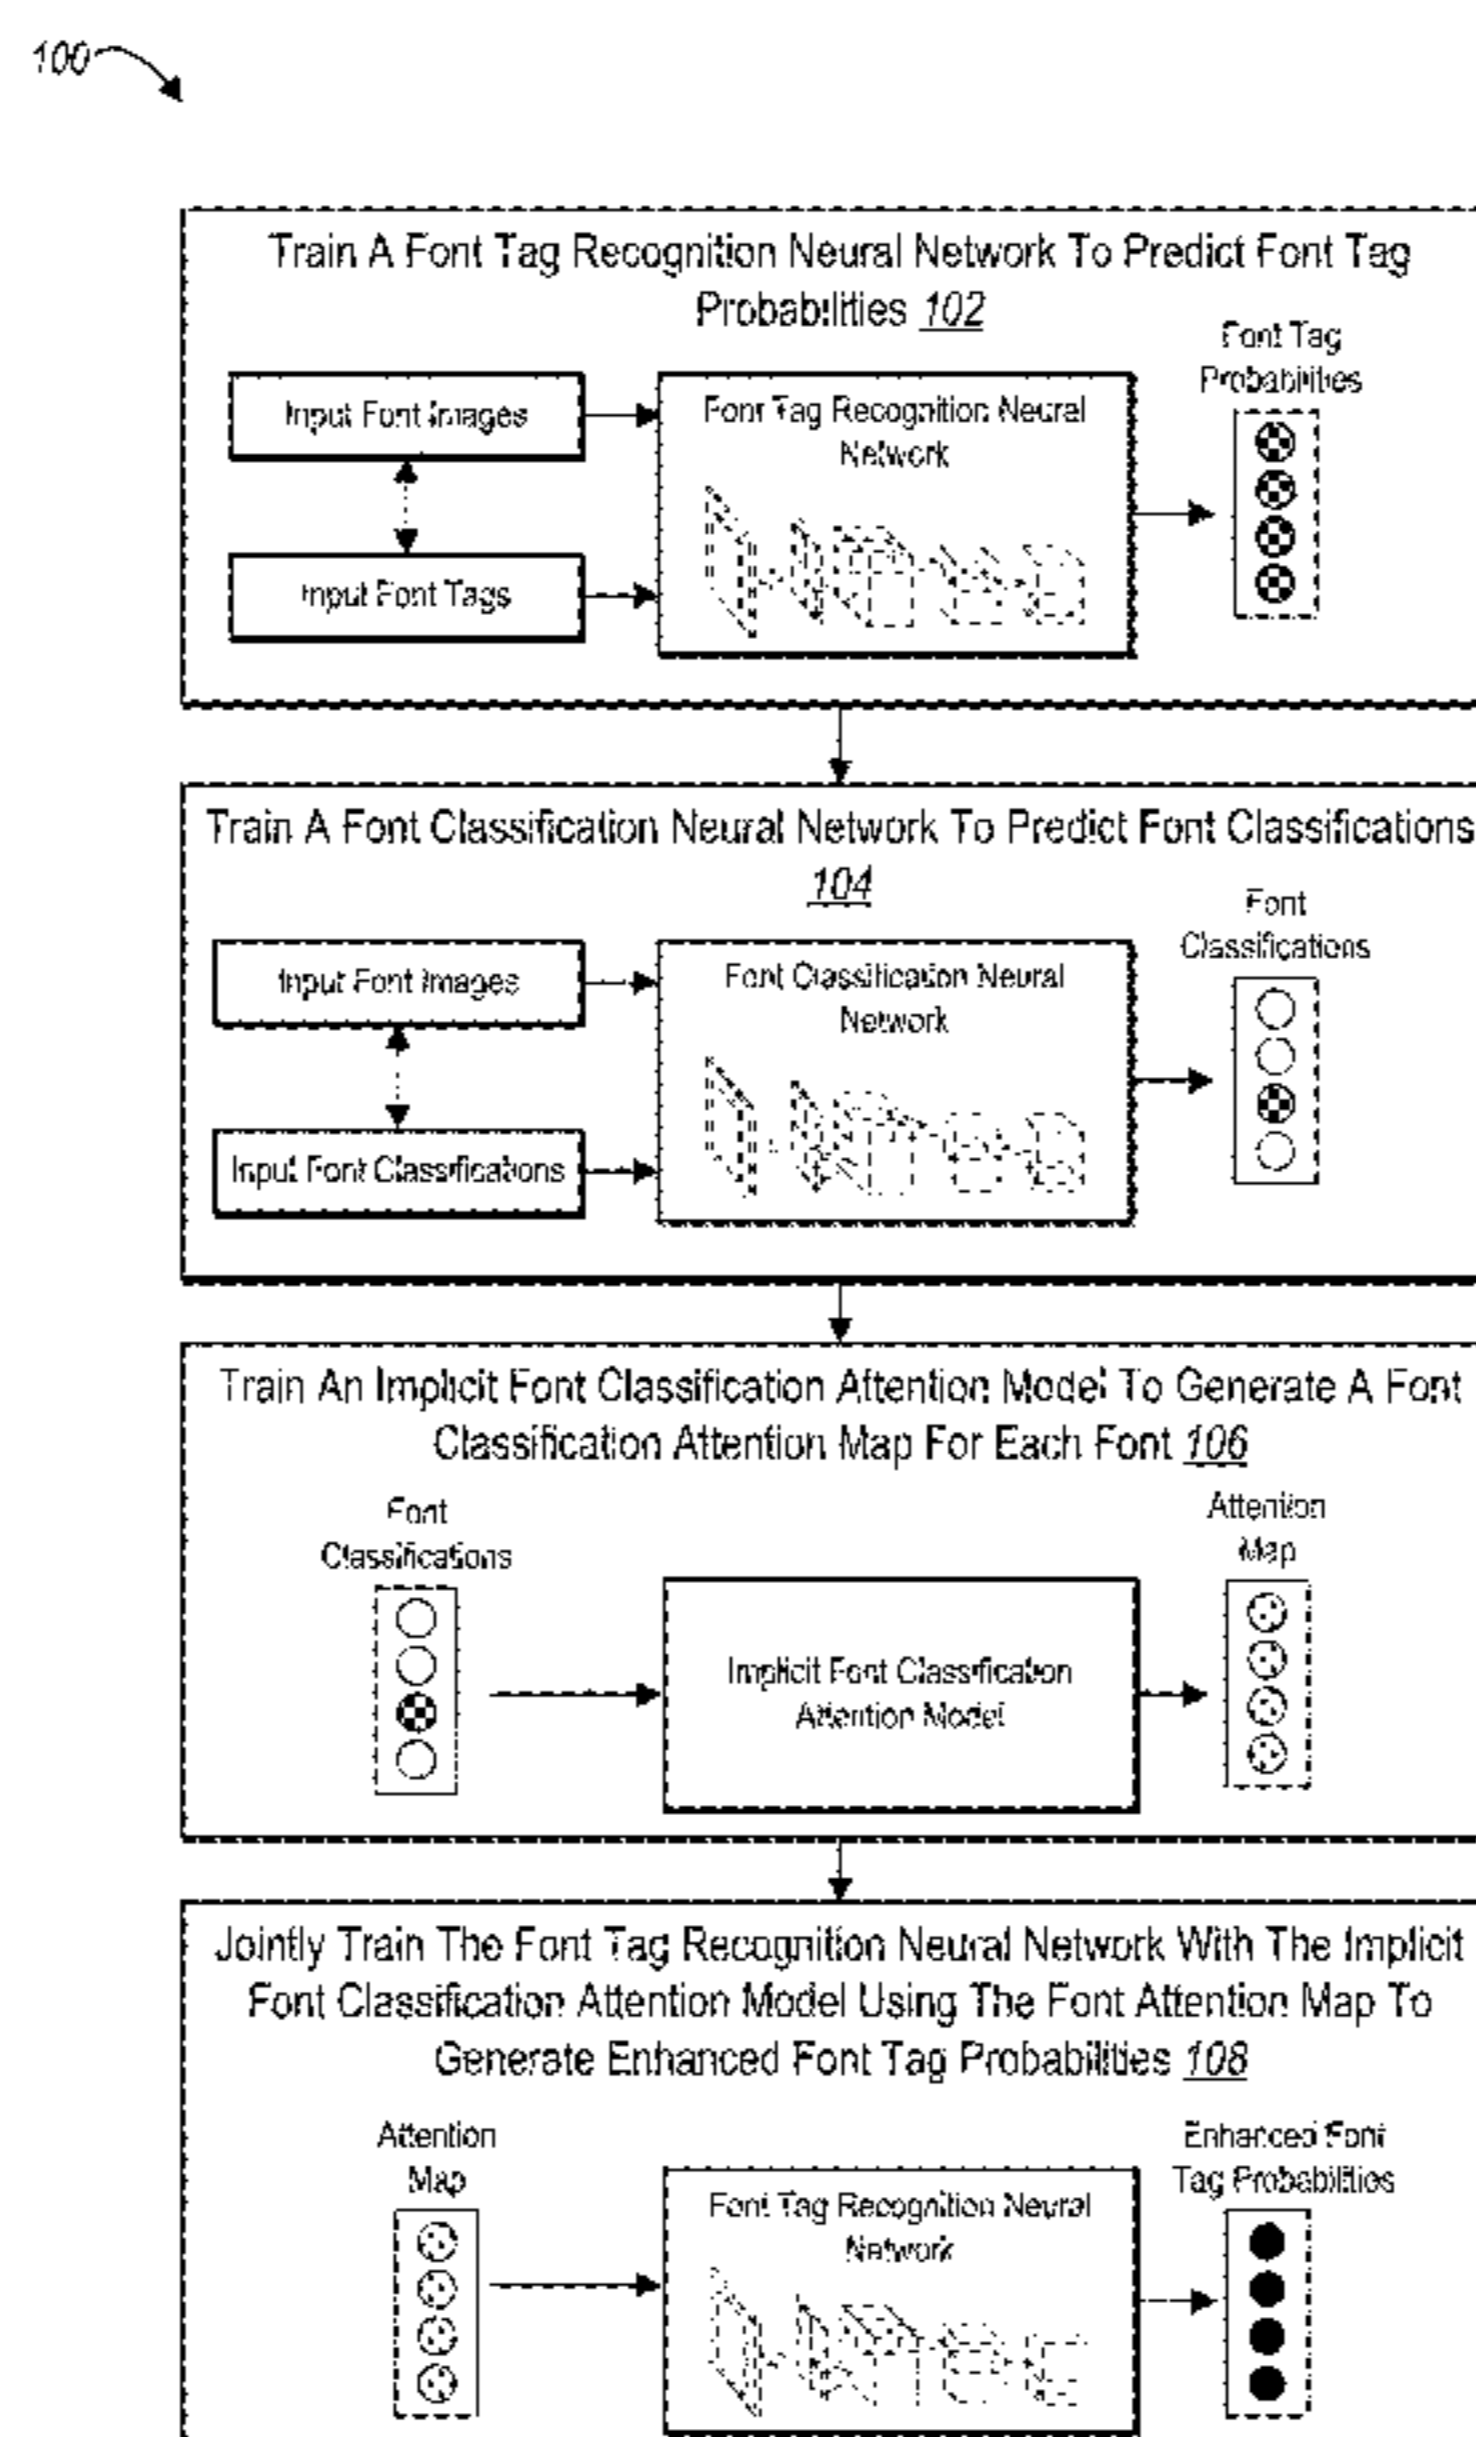 100
Train A Font Tag Recognition Neural Network To Predict Font Tag
Probabilities 102
Font Tag
Probabilities
Input Font Images
Font Tag Recognition Neural
Network
Input Font Tags
Train A Font Classification Neural Network To Predict Font Classifications
104
Font
Classifications
Input Font Images
Font Classification Neural
Network
Input Font Classifications
Train An Implicit Font Classification Attention Model To Generate A Font
Classification Attention Map For Each Font 106
Font
Classifications
Attention
Map
Implicit Font Classification
Attention Model
Jointly Train The Font Tag Recognition Neural Network With The Implicit
Font Classification Attention Model Using The Font Attention Map To
Generate Enhanced Font Tag Probabilities 108
Attention
Map
Font Tag Recognition Neural
Network
Enhanced Font
Tag Probabilities